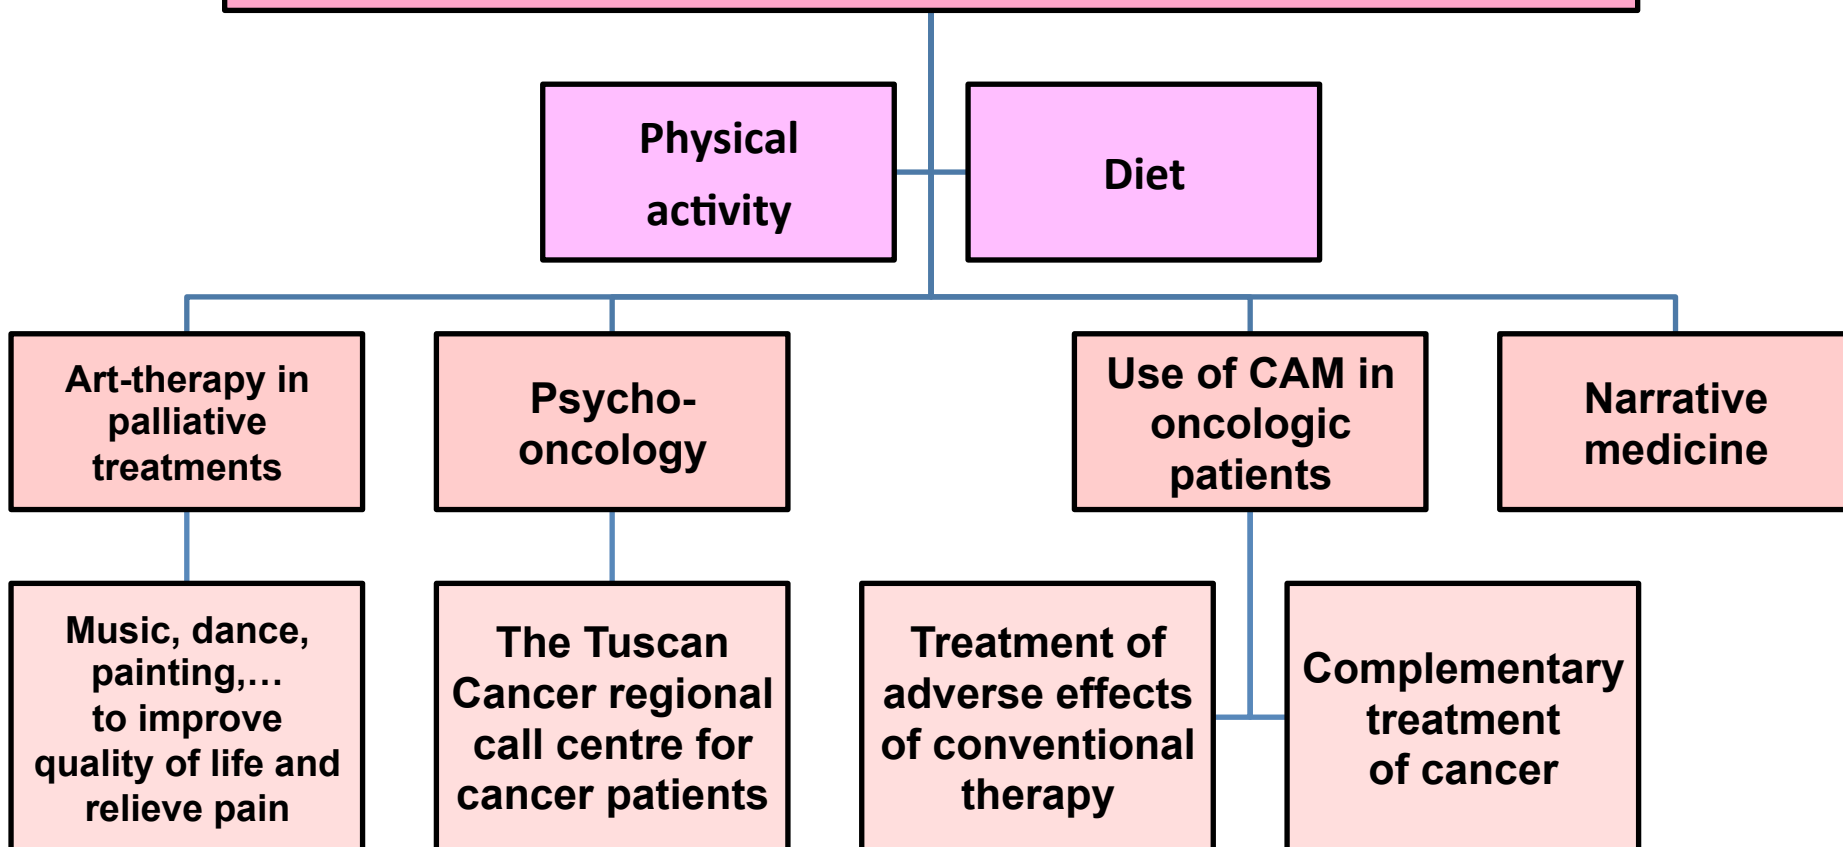 Physical
activity
Diet
Art-therapy in
palliative
treatments
Psycho-
oncology
Use of CAM in
oncologic
patients
Narrative
medicine
Music, dance,
painting,…
to improve
quality of life and
relieve pain
The Tuscan
Cancer regional
call centre for
cancer patients
Treatment of
adverse effects
of conventional
therapy
Complementary
treatment
of cancer